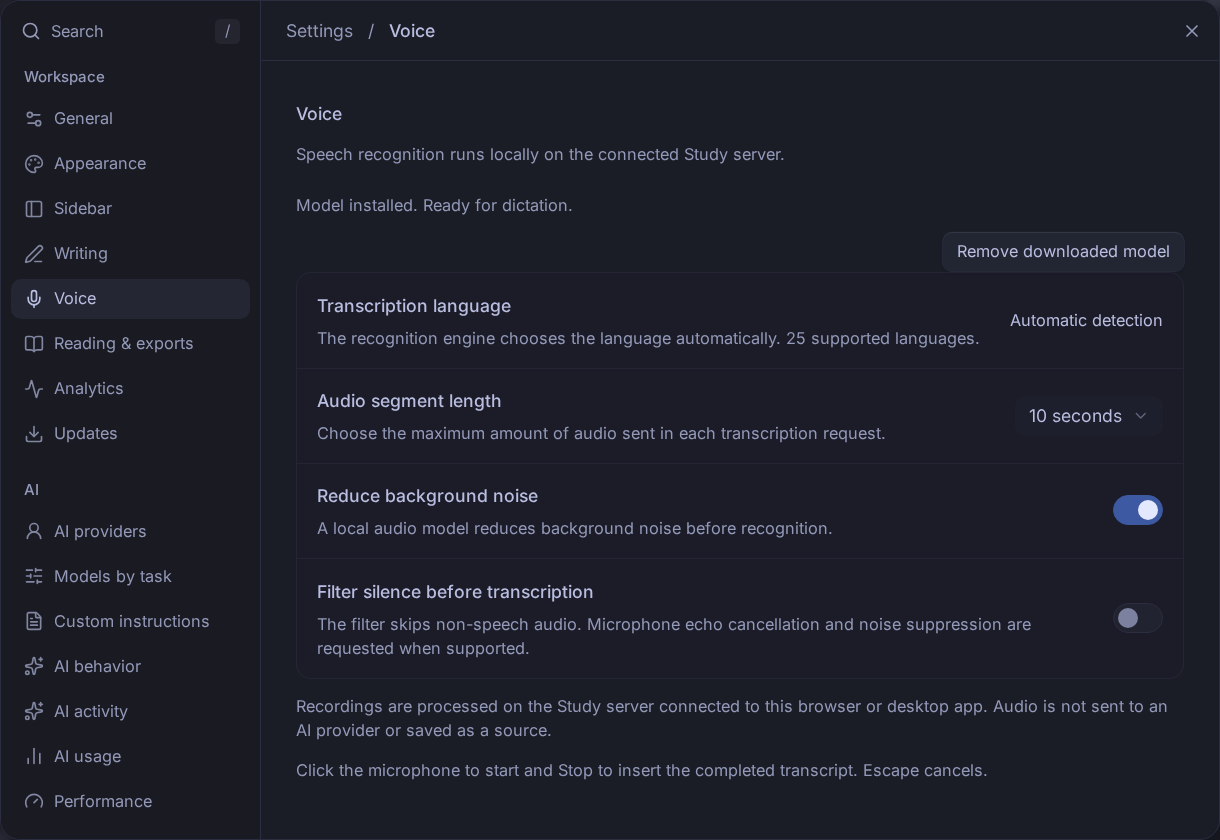 Search /
Workspace
General
Appearance
Sidebar
Writing
Voice
Reading & exports
Analytics
Updates
AI
AI providers
Models by task
Custom instructions
AI behavior
AI activity
AI usage
Performance
Settings / Voice
Voice
Speech recognition runs locally on the connected Study server.
Model installed. Ready for dictation.
Remove downloaded model
Transcription language
The recognition engine chooses the language automatically. 25 supported languages.
Automatic detection
Audio segment length
Choose the maximum amount of audio sent in each transcription request.
10 seconds
Reduce background noise
A local audio model reduces background noise before recognition.
Filter silence before transcription
The filter skips non-speech audio. Microphone echo cancellation and noise suppression are
requested when supported.
Recordings are processed on the Study server connected to this browser or desktop app. Audio is not sent to an
AI provider or saved as a source.
Click the microphone to start and Stop to insert the completed transcript. Escape cancels.